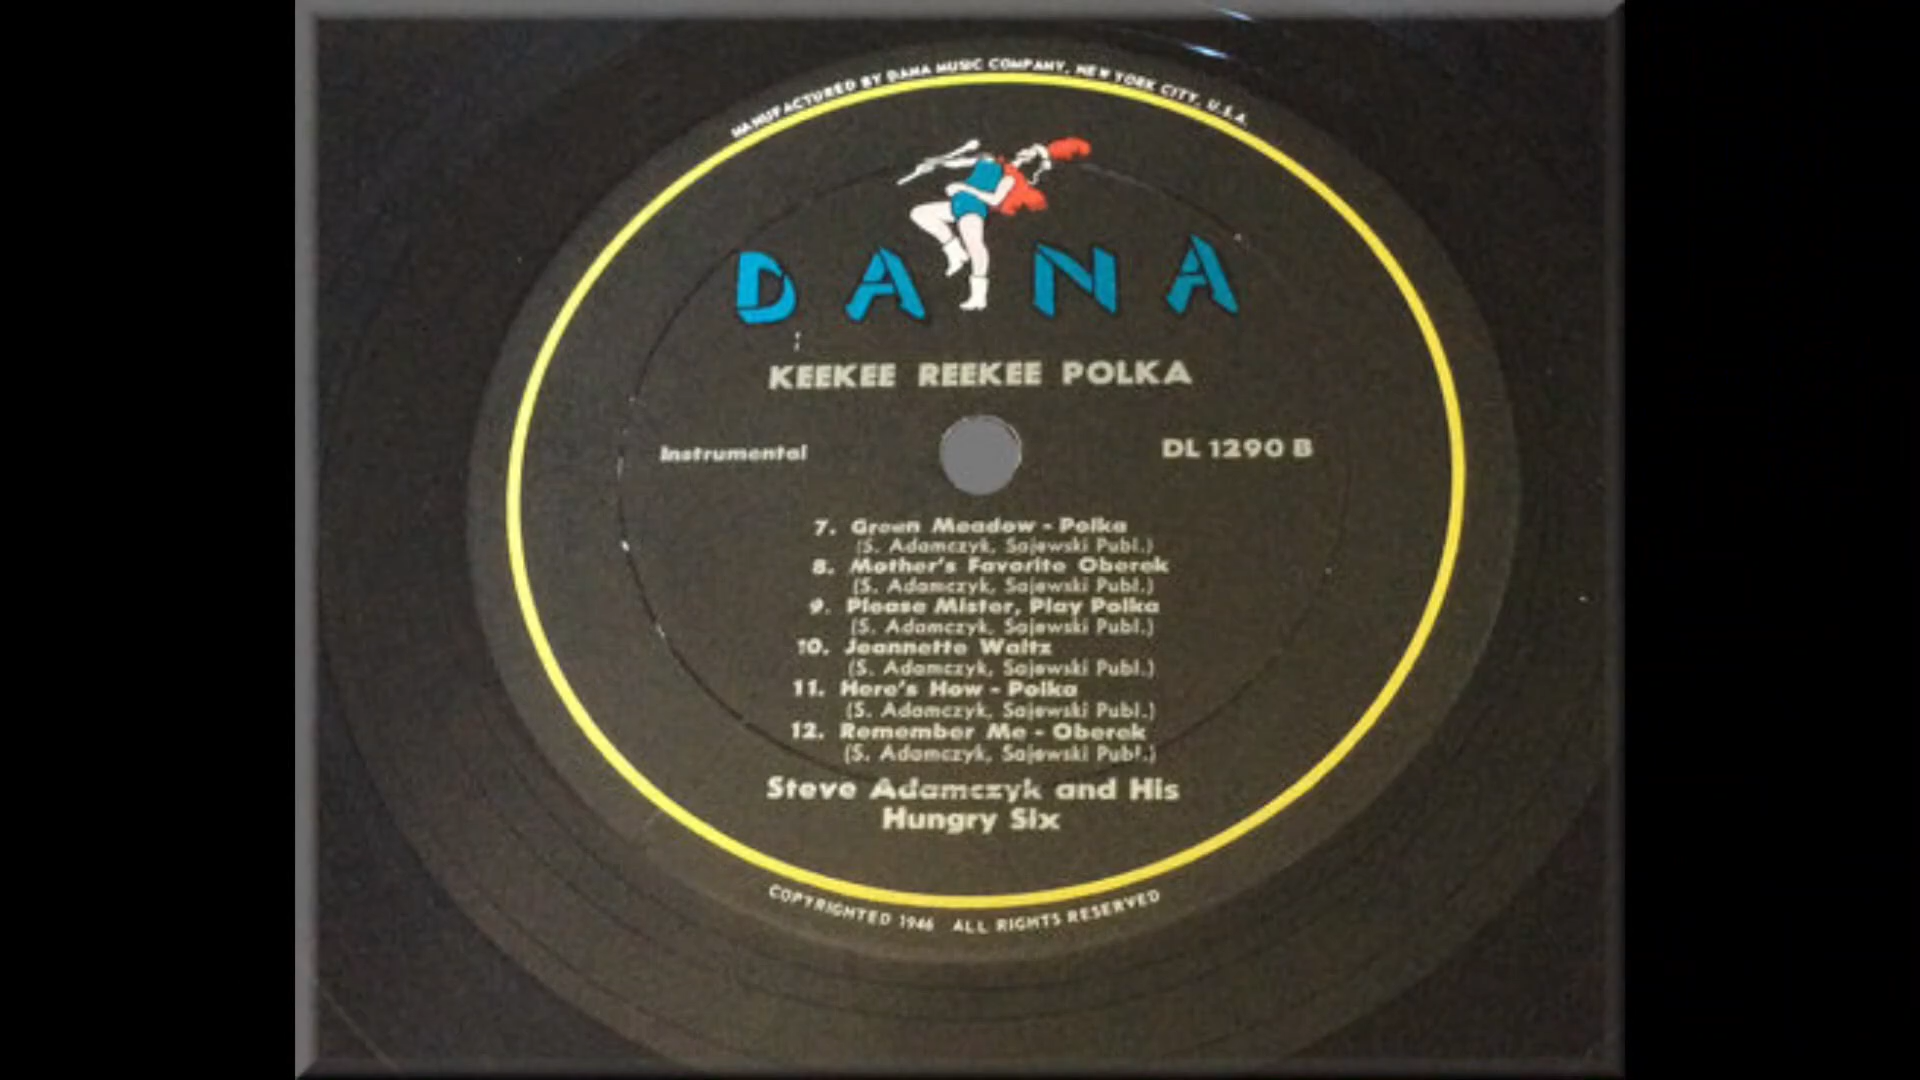 MANUFACTURED BY DANA MUSIC COMPANY, NEW YORK CITY, U.S.A.
DANA
KEEKEE REEKEE POLKA
Instrumental
DL 1290 B
7. Green Meadow - Polka
(S. Adamczyk, Sajewski Publ.)
8. Mother's Favorite Oberek
(S. Adamczyk, Sajewski Publ.)
9. Please Mister, Play Polka
(S. Adamczyk, Sajewski Publ.)
10. Jeannette Waltz
(S. Adamczyk, Sajewski Publ.)
11. Here's How - Polka
(S. Adamczyk, Sajewski Publ.)
12. Remember Me - Oberek
(S. Adamczyk, Sajewski Publ.)
Steve Adamczyk and His
Hungry Six
COPYRIGHTED 1946 ALL RIGHTS RESERVED